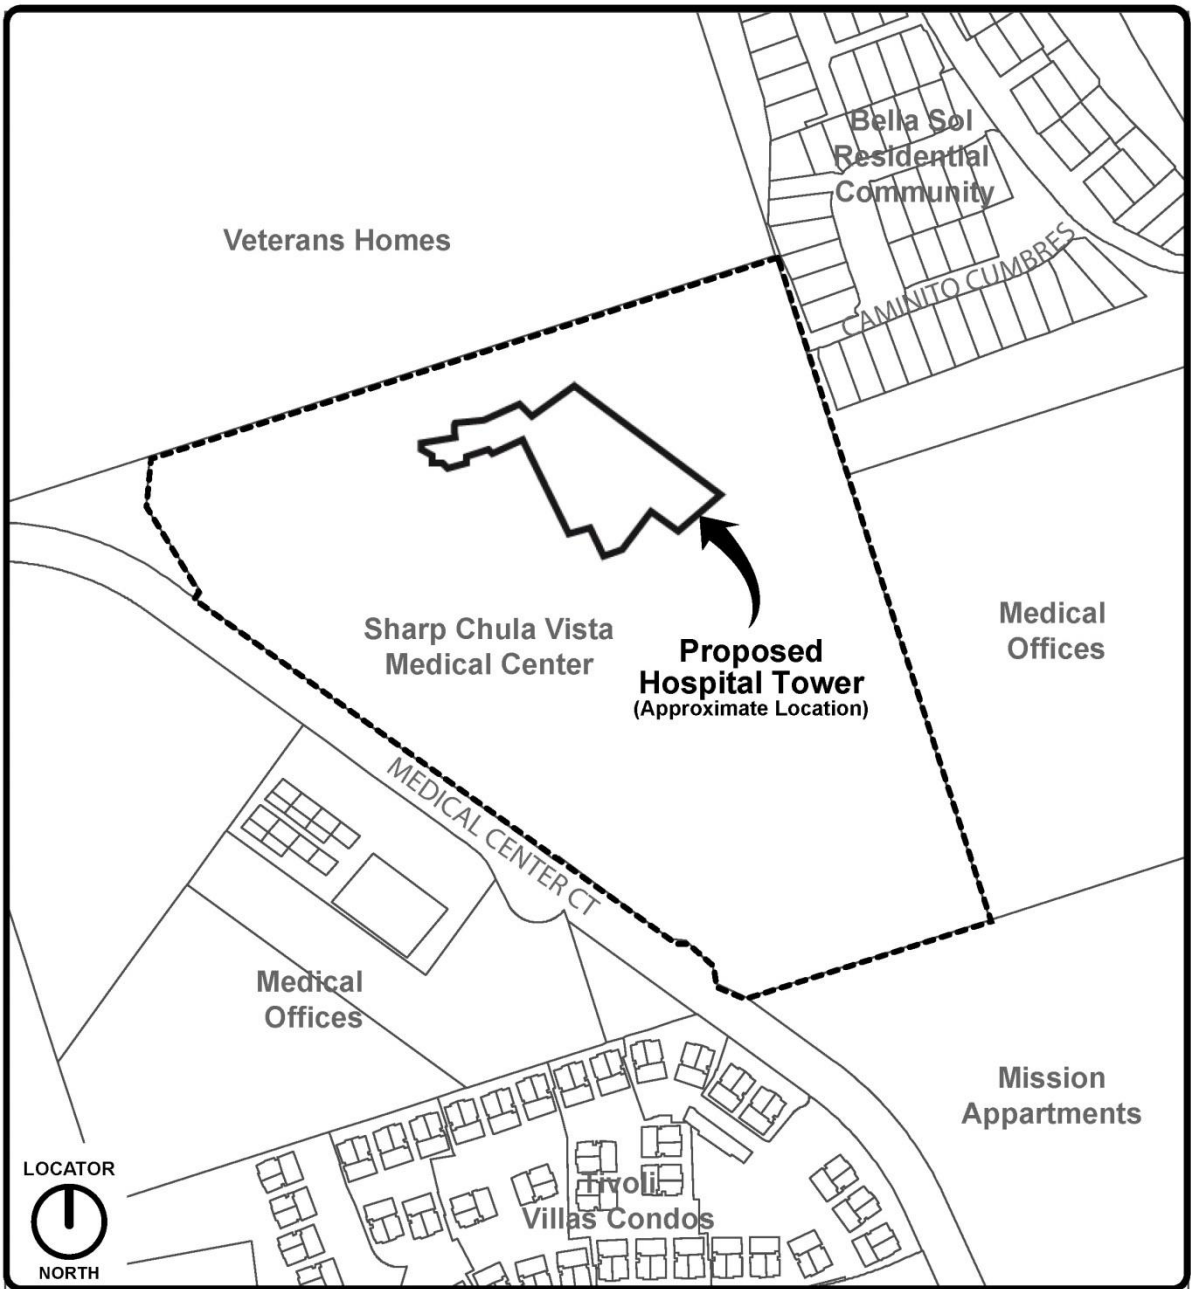 Bella Sol
Residential
Community
Veterans Homes
CAMINITO CUMBRES
Medical
Offices
Sharp Chula Vista
Medical Center
Proposed
Hospital Tower
(Approximate Location)
MEDICAL CENTER CT
Medical
Offices
Mission
Appartments
Tivoli
Villas Condos
LOCATOR
NORTH